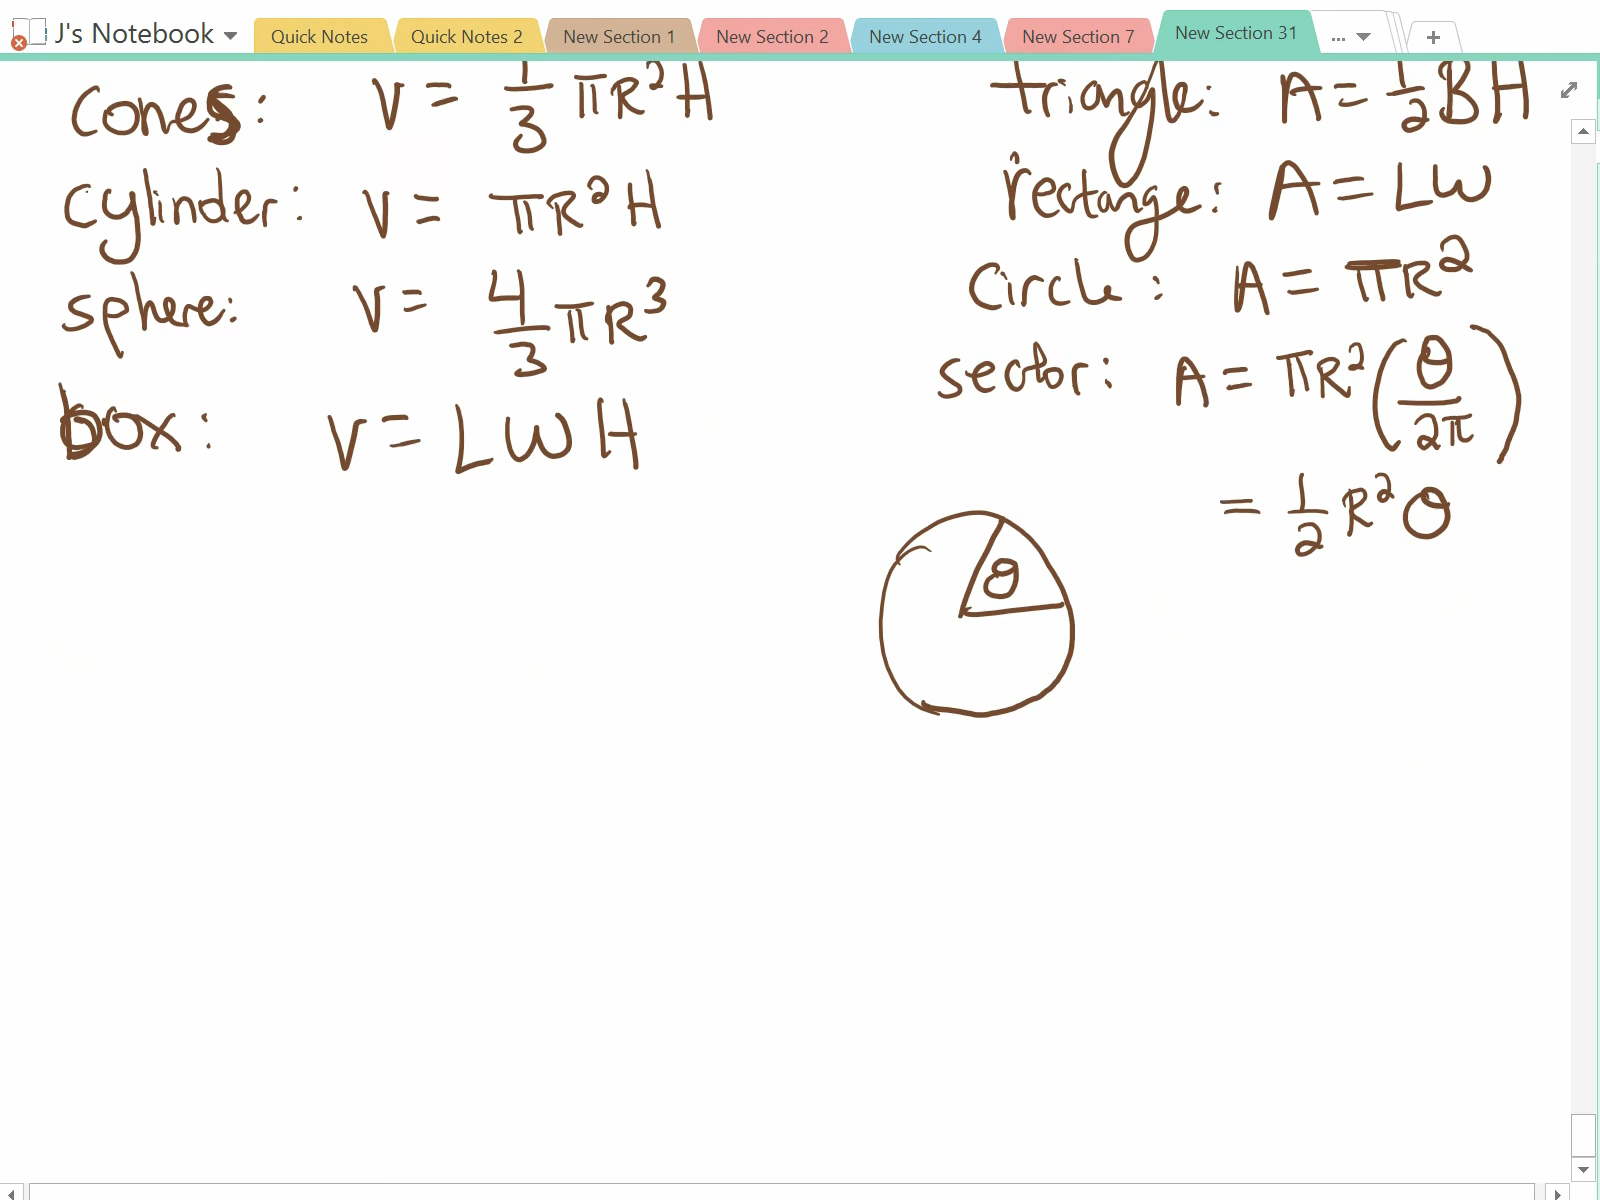 J's Notebook
Quick Notes
Quick Notes 2
New Section 1
New Section 2
New Section 4
New Section 7
New Section 31
...
+
cones: V = 1/3 πR²H
cylinder: V = πR²H
sphere: V = 4/3 πR³
box: V = LWH
triangle: A = 1/2 BH
rectange: A = LW
circle: A = πR²
sector: A = πR² (θ/2π)
= 1/2 R² θ
θ